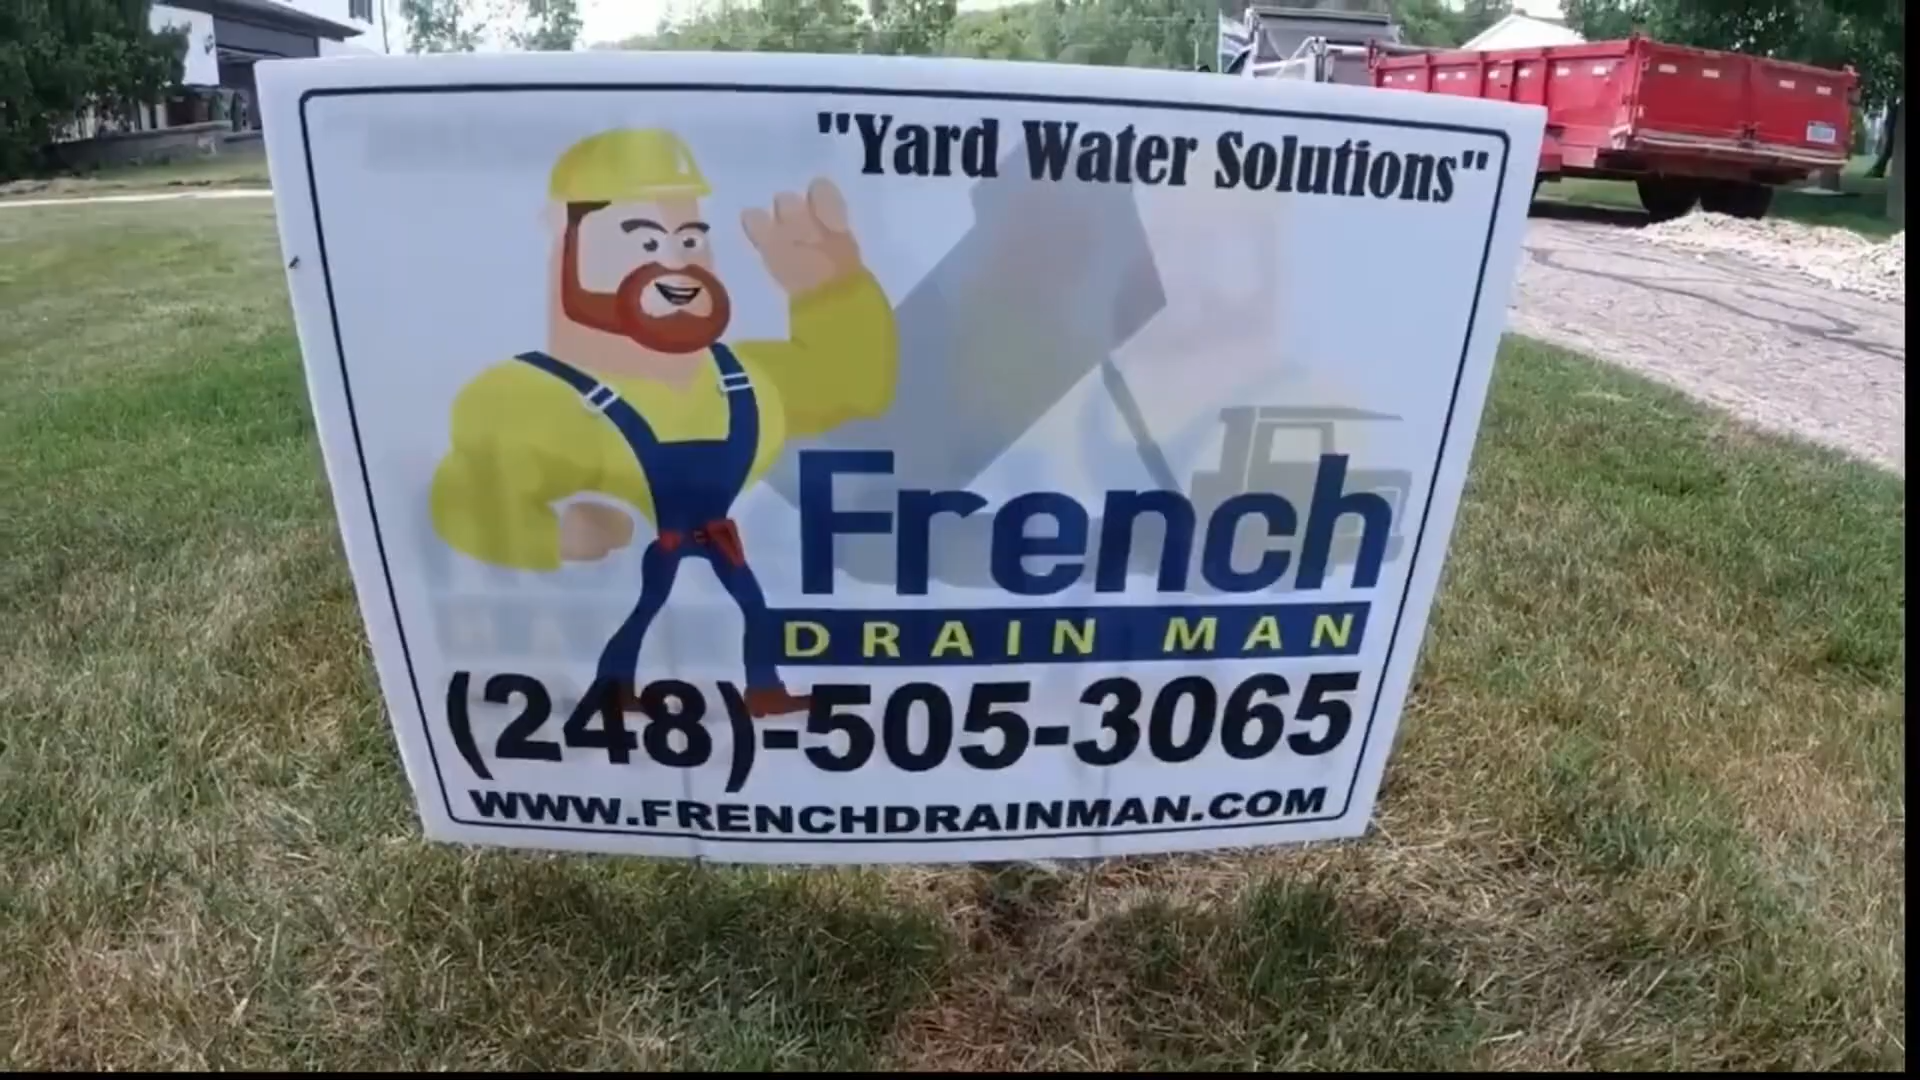 "Yard Water Solutions"
French
DRAIN MAN
(248)-505-3065
WWW.FRENCHDRAINMAN.COM